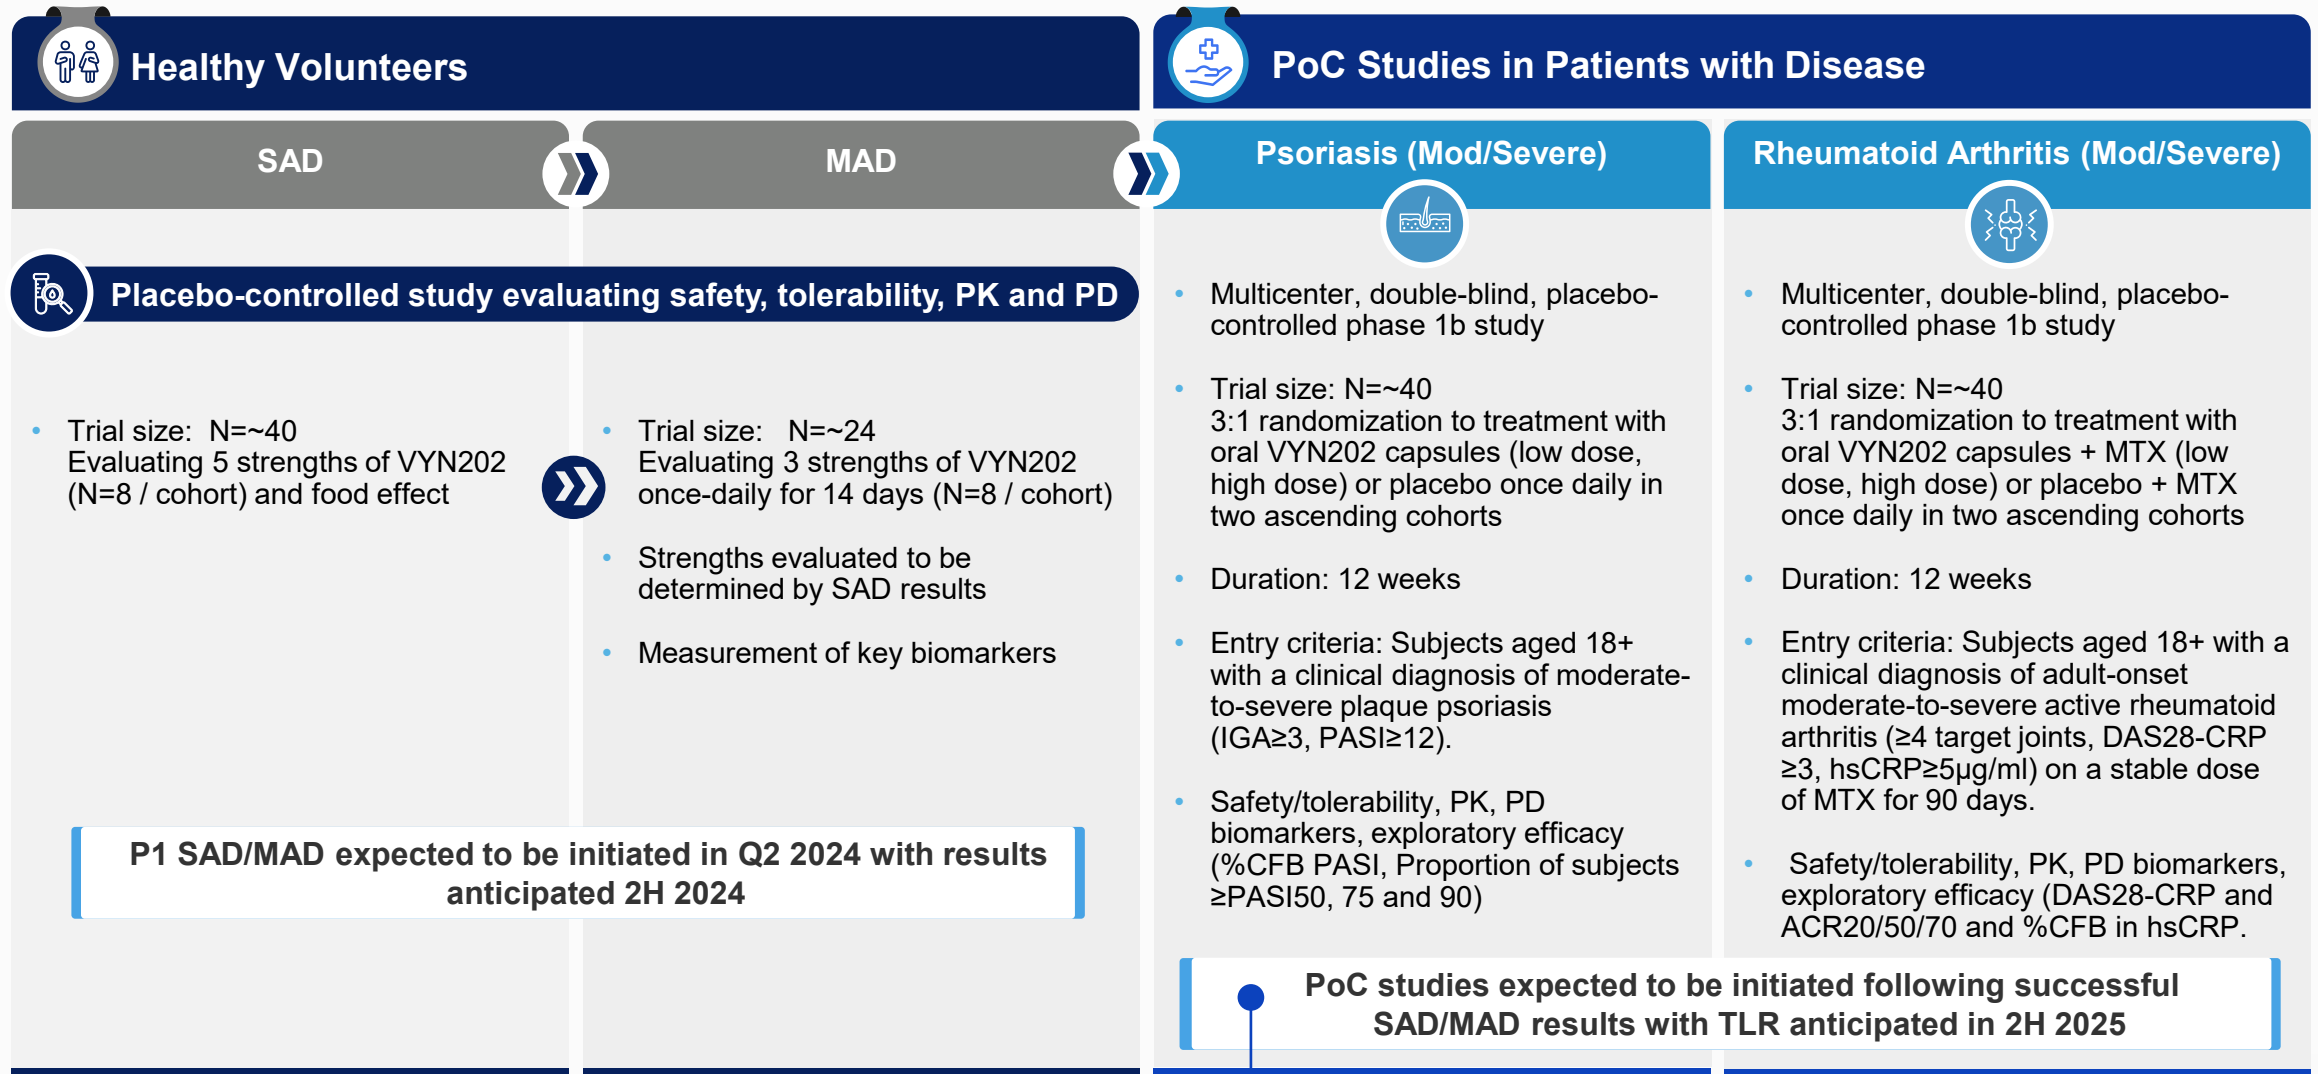 Healthy Volunteers
SAD
MAD
Placebo-controlled study evaluating safety, tolerability, PK and PD
• Trial size: N=~40
Evaluating 5 strengths of VYN202
(N=8 / cohort) and food effect
• Trial size: N=~24
Evaluating 3 strengths of VYN202
once-daily for 14 days (N=8 / cohort)
• Strengths evaluated to be
determined by SAD results
• Measurement of key biomarkers
P1 SAD/MAD expected to be initiated in Q2 2024 with results
anticipated 2H 2024
PoC Studies in Patients with Disease
Psoriasis (Mod/Severe)
• Multicenter, double-blind, placebo-
controlled phase 1b study
• Trial size: N=~40
3:1 randomization to treatment with
oral VYN202 capsules (low dose,
high dose) or placebo once daily in
two ascending cohorts
• Duration: 12 weeks
• Entry criteria: Subjects aged 18+
with a clinical diagnosis of moderate-
to-severe plaque psoriasis
(IGA≥3, PASI≥12).
• Safety/tolerability, PK, PD
biomarkers, exploratory efficacy
(%CFB PASI, Proportion of subjects
≥PASI50, 75 and 90)
Rheumatoid Arthritis (Mod/Severe)
• Multicenter, double-blind, placebo-
controlled phase 1b study
• Trial size: N=~40
3:1 randomization to treatment with
oral VYN202 capsules + MTX (low
dose, high dose) or placebo + MTX
once daily in two ascending cohorts
• Duration: 12 weeks
• Entry criteria: Subjects aged 18+ with a
clinical diagnosis of adult-onset
moderate-to-severe active rheumatoid
arthritis (≥4 target joints, DAS28-CRP
≥3, hsCRP≥5µg/ml) on a stable dose
of MTX for 90 days.
• Safety/tolerability, PK, PD biomarkers,
exploratory efficacy (DAS28-CRP and
ACR20/50/70 and %CFB in hsCRP.
PoC studies expected to be initiated following successful
SAD/MAD results with TLR anticipated in 2H 2025